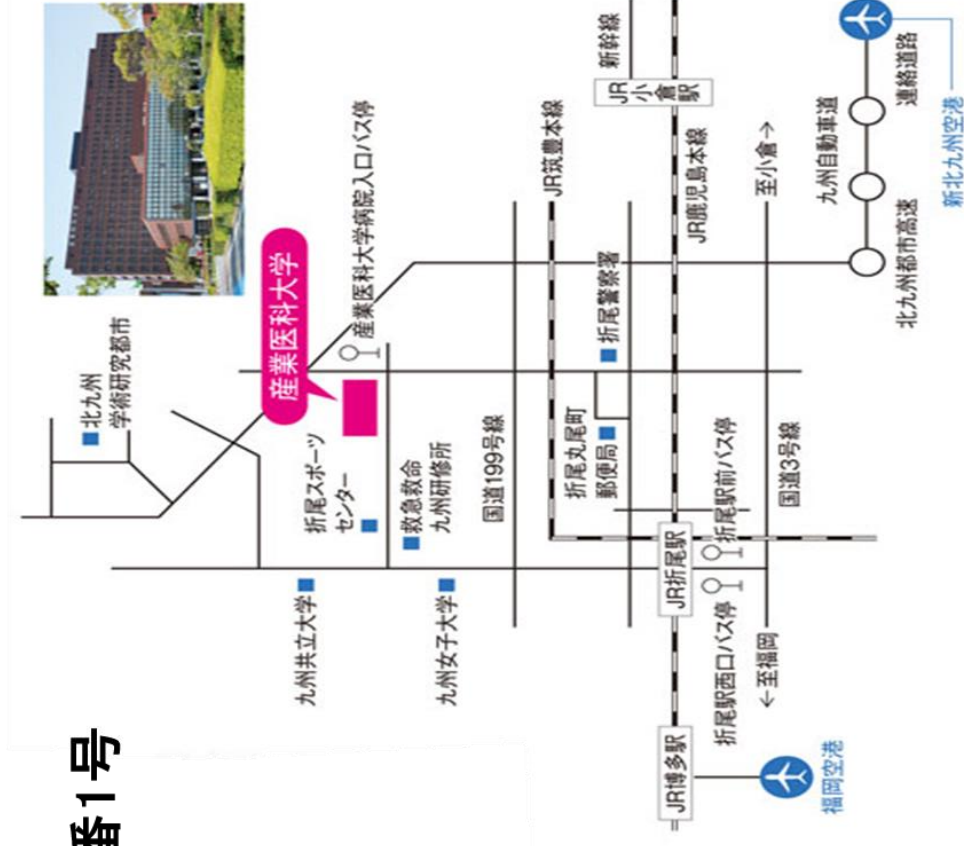 番1号
北九州
学術研究都市
産業医科大学
産業医科大学病院入口バス停
折尾スポーツ
センター
救急救命
九州研修所
九州共立大学
九州女子大学
国道199号線
JR筑豊本線
折尾丸尾町
郵便局
折尾警察署
新幹線
JR
小倉
駅
JR鹿児島本線
JR折尾駅
JR博多駅
折尾駅前バス停
折尾駅西口バス停
国道3号線
至小倉→
←至福岡
福岡空港
九州自動車道
北九州都市高速
連絡道路
新北九州空港